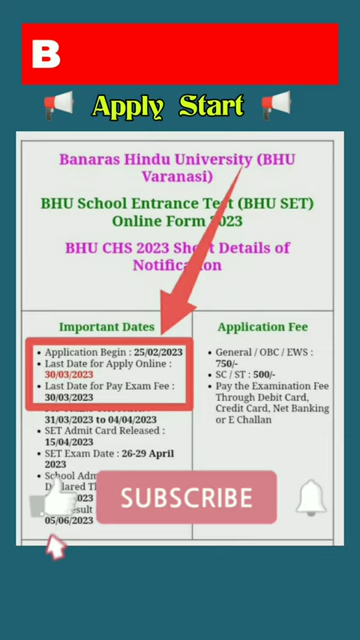 B
Apply Start
Banaras Hindu University (BHU
Varanasi)
BHU School Entrance Test (BHU SET)
Online Form 2023
BHU CHS 2023 Short Details of
Notification
Important Dates
Application Begin : 25/02/2023
Last Date for Apply Online :
30/03/2023
Last Date for Pay Exam Fee :
30/03/2023
31/03/2023 to 04/04/2023
SET Admit Card Released :
15/04/2023
SET Exam Date : 26-29 April
2023
School
05/06/2023
Application Fee
General / OBC / EWS :
750/-
SC / ST : 500/-
Pay the Examination Fee
Through Debit Card,
Credit Card, Net Banking
or E Challan
SUBSCRIBE